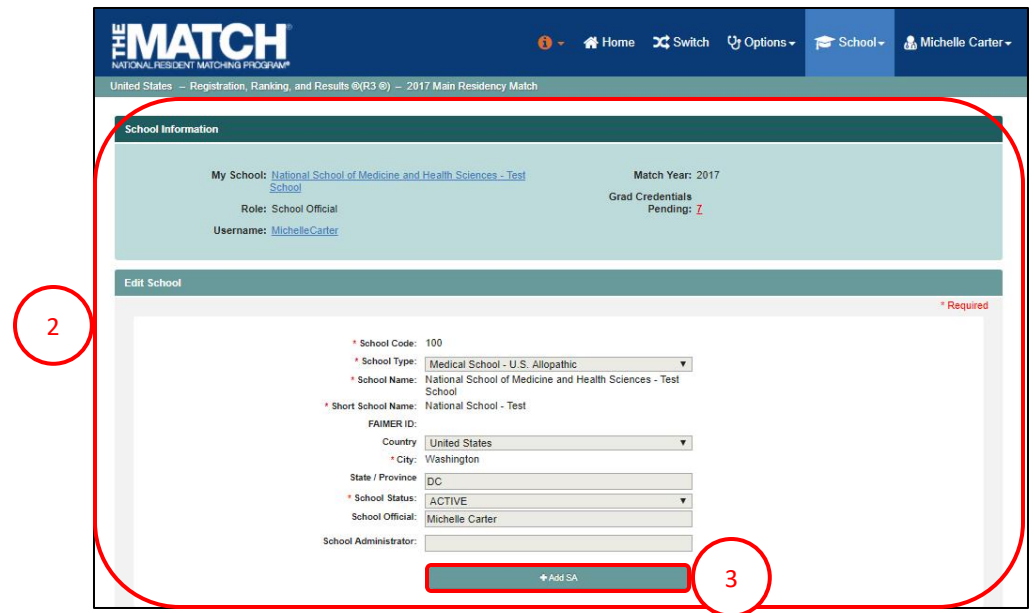 THE MATCH
NATIONAL RESIDENT MATCHING PROGRAM®
Home Switch Options School Michelle Carter
United States – Registration, Ranking, and Results ®(R3 ®) – 2017 Main Residency Match
School Information
My School: National School of Medicine and Health Sciences - Test School
Match Year: 2017
Grad Credentials Pending: 7
Role: School Official
Username: MichelleCarter
Edit School
* Required
2
* School Code: 100
* School Type: Medical School - U.S. Allopathic
* School Name: National School of Medicine and Health Sciences - Test School
* Short School Name: National School - Test
FAIMER ID:
Country United States
* City: Washington
State / Province DC
* School Status: ACTIVE
School Official: Michelle Carter
School Administrator:
+Add SA
3